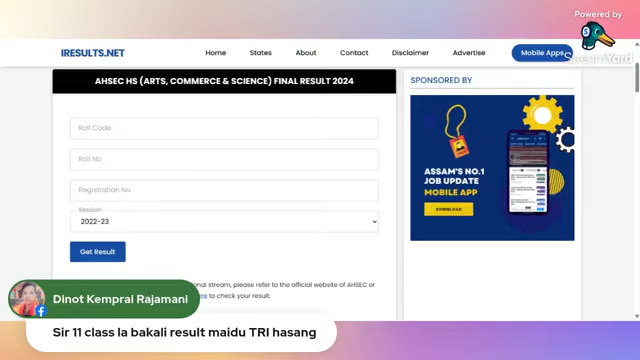 Powered by
StreamYard
IRESULTS.NET
Home
States
About
Contact
Disclaimer
Advertise
Mobile Apps
AHSEC HS (ARTS, COMMERCE & SCIENCE) FINAL RESULT 2024
Roll Code
Roll No
Registration No
Session
2022-23
Get Result
onal stream, please refer to the official website of AHSEC or
to check your result.
SPONSORED BY
ASSAM'S NO.1
JOB UPDATE
MOBILE APP
DOWNLOAD
Dinot Kemprai Rajamani
Sir 11 class la bakali result maidu TRI hasang